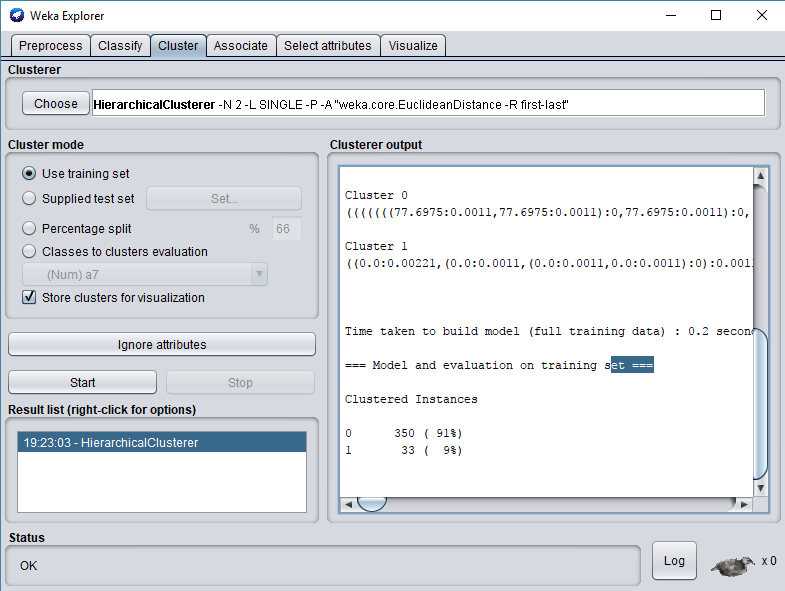 Weka Explorer
Preprocess Classify Cluster Associate Select attributes Visualize
Clusterer
Choose HierarchicalClusterer -N 2 -L SINGLE -P -A "weka.core.EuclideanDistance -R first-last"
Cluster mode
Use training set
Supplied test set Set...
Percentage split % 66
Classes to clusters evaluation
(Num) a7
Store clusters for visualization
Ignore attributes
Start Stop
Result list (right-click for options)
19:23:03 - HierarchicalClusterer
Clusterer output
Cluster 0
(((((((77.6975:0.0011,77.6975:0.0011):0,77.6975:0.0011):0,
Cluster 1
((0.0:0.00221,(0.0:0.0011,(0.0:0.0011,0.0:0.0011):0):0.0011
Time taken to build model (full training data) : 0.2 secon
=== Model and evaluation on training set ===
Clustered Instances
0 350 ( 91%)
1 33 ( 9%)
Status
OK
Log x 0